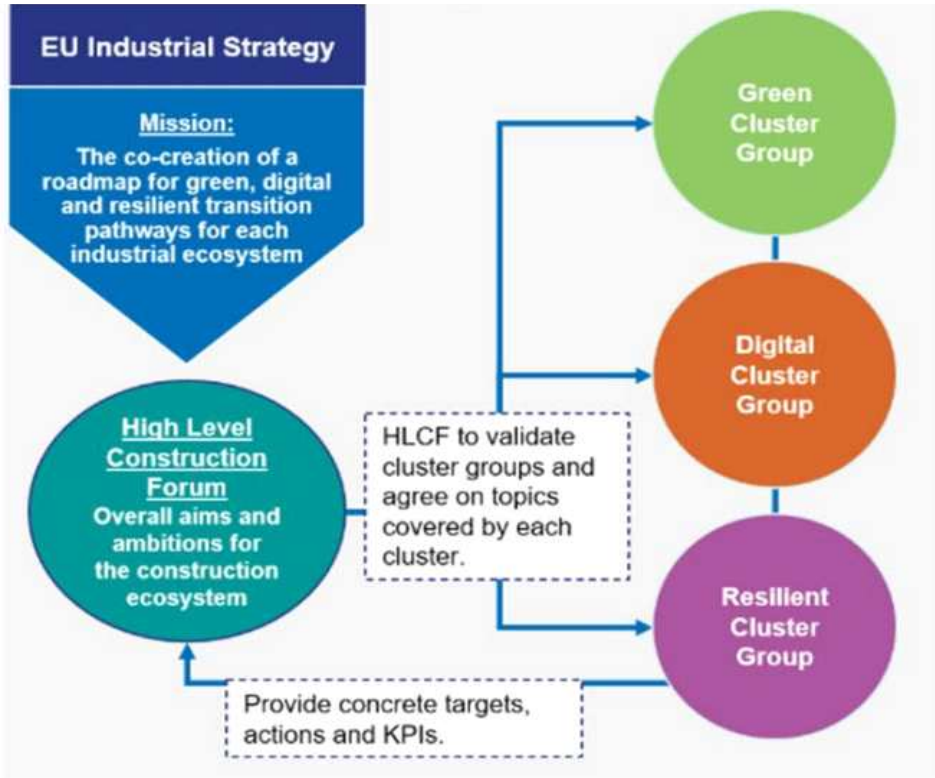 EU Industrial Strategy
Mission:
The co-creation of a
roadmap for green, digital
and resilient transition
pathways for each
industrial ecosystem
High Level
Construction
Forum
Overall aims and
ambitions for
the construction
ecosystem
HLCF to validate
cluster groups and
agree on topics
covered by each
cluster.
Green
Cluster
Group
Digital
Cluster
Group
Resilient
Cluster
Group
Provide concrete targets,
actions and KPIs.